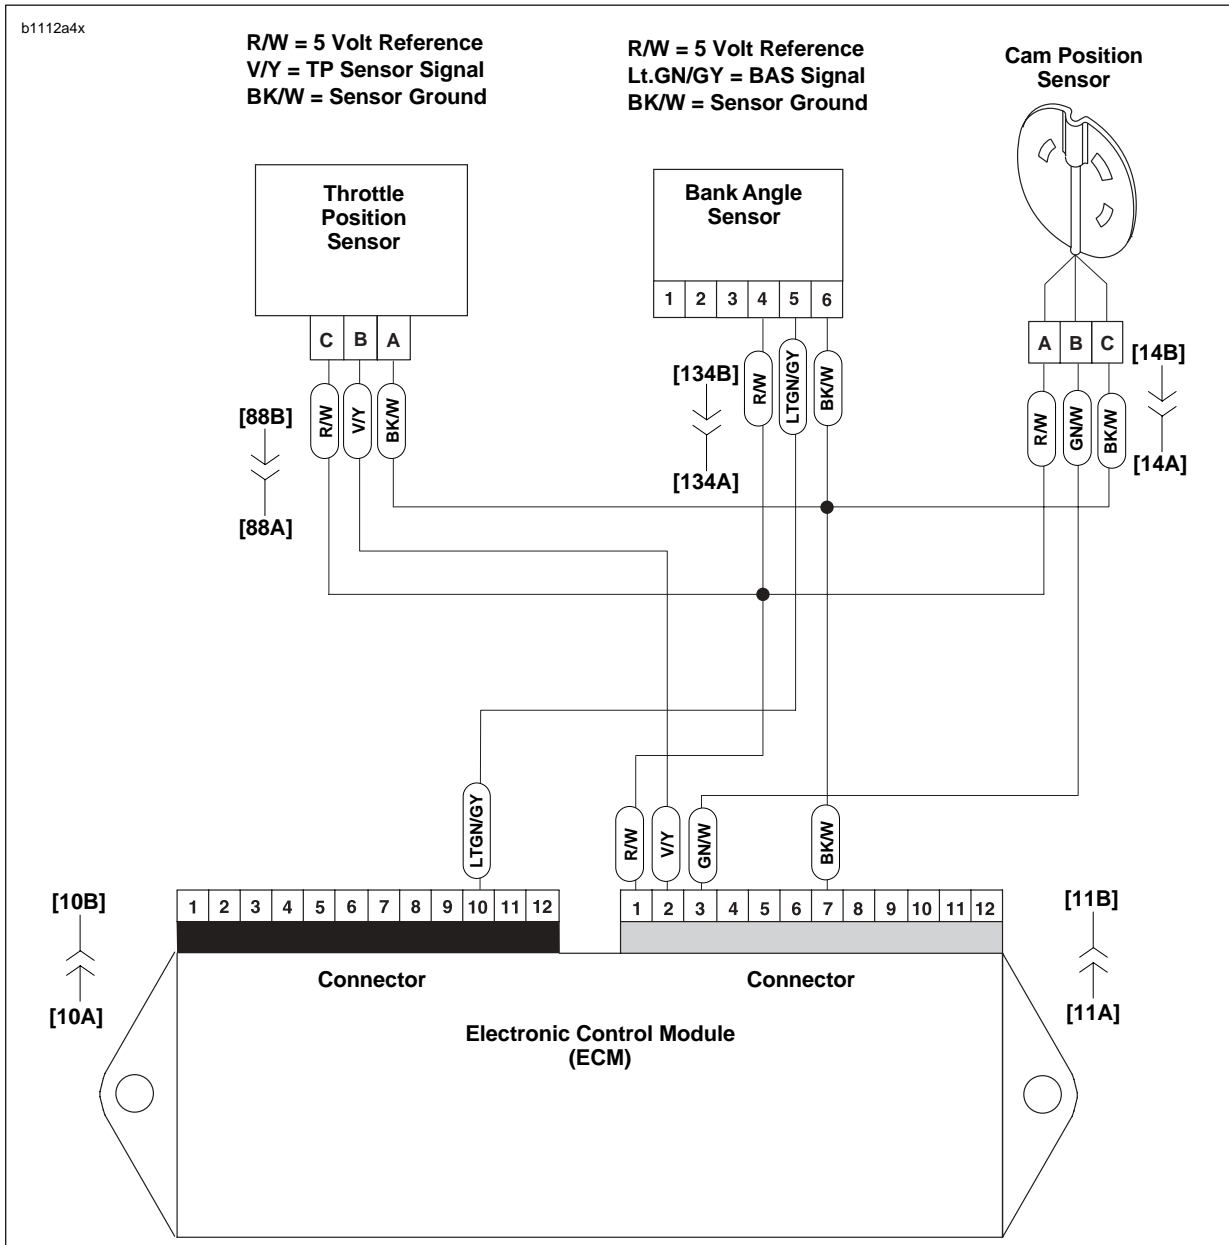 b1112a4x
R/W = 5 Volt Reference
V/Y = TP Sensor Signal
BK/W = Sensor Ground
R/W = 5 Volt Reference
Lt.GN/GY = BAS Signal
BK/W = Sensor Ground
Cam Position
Sensor
Throttle
Position
Sensor
Bank Angle
Sensor
1 2 3 4 5 6
C B A
A B C
[88B]
[88A]
R/W V/Y BK/W
[134B]
[134A]
R/W LTGN/GY BK/W
R/W GN/W BK/W
[14B]
[14A]
LTGN/GY
R/W V/Y GN/W BK/W
[10B]
[10A]
1 2 3 4 5 6 7 8 9 10 11 12
1 2 3 4 5 6 7 8 9 10 11 12
[11B]
[11A]
Connector
Connector
Electronic Control Module
(ECM)